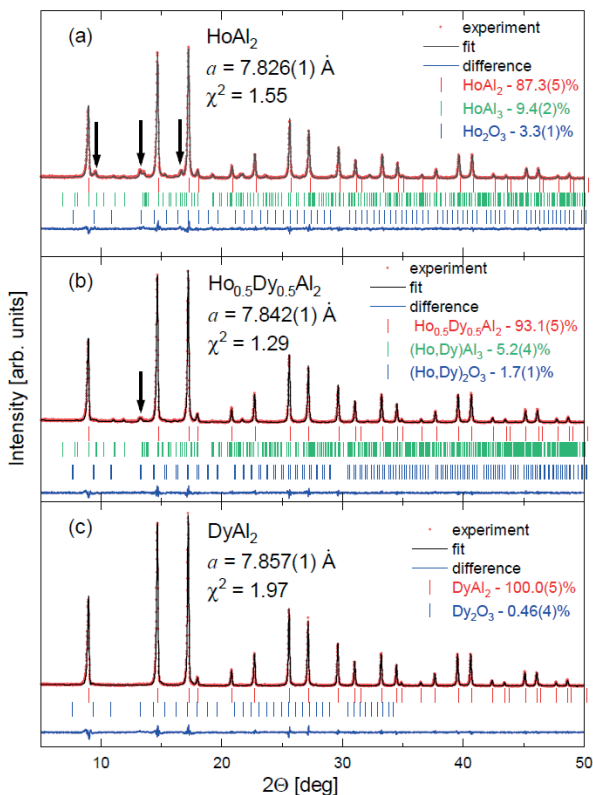 (a)
HoAl₂
a = 7.826(1) Å
χ² = 1.55
experiment
fit
difference
HoAl₂ - 87.3(5)%
HoAl₃ - 9.4(2)%
Ho₂O₃ - 3.3(1)%
(b)
Ho₀.₅Dy₀.₅Al₂
a = 7.842(1) Å
χ² = 1.29
experiment
fit
difference
Ho₀.₅Dy₀.₅Al₂ - 93.1(5)%
(Ho,Dy)Al₃ - 5.2(4)%
(Ho,Dy)₂O₃ - 1.7(1)%
Intensity [arb. units]
(c)
DyAl₂
a = 7.857(1) Å
χ² = 1.97
experiment
fit
difference
DyAl₂ - 100.0(5)%
Dy₂O₃ - 0.46(4)%
10 20 30 40 50
2Θ [deg]